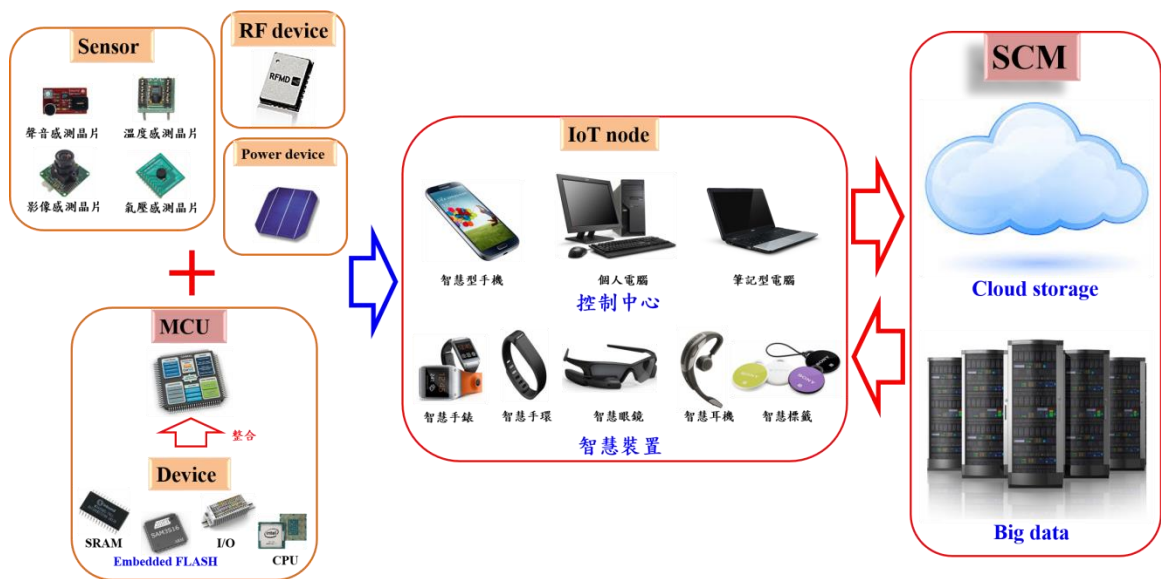 Sensor
聲音感測晶片
溫度感測晶片
影像感測晶片
氣壓感測晶片
RF device
RFMD
Power device
MCU
整合
Device
SRAM
SAM3S16
Embedded FLASH
I/O
CPU
IoT node
智慧型手機
個人電腦
筆記型電腦
控制中心
智慧手錶
智慧手環
智慧眼鏡
智慧耳機
智慧標籤
SONY
智慧裝置
SCM
Cloud storage
Big data